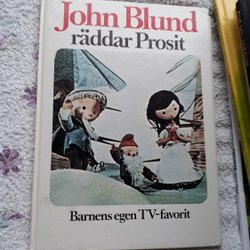 John Blund
räddar Prosit
Barnens egen TV-favorit